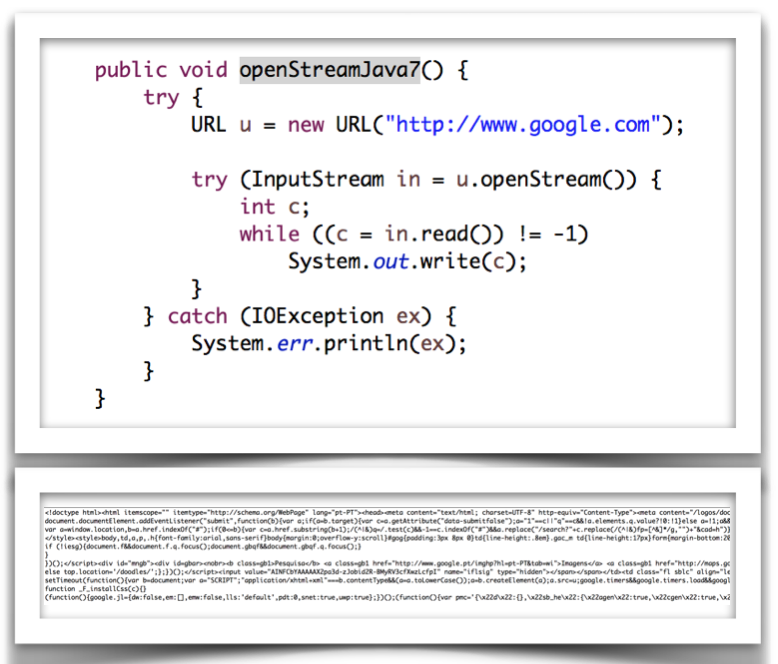 public void openStreamJava7() {
try {
URL u = new URL("http://www.google.com");
try (InputStream in = u.openStream()) {
int c;
while ((c = in.read()) != -1)
System.out.write(c);
}
} catch (IOException ex) {
System.err.println(ex);
}
}
<!doctype html><html itemscope="" itemtype="http://schema.org/WebPage" lang="pt-PT"><head><meta content="text/html; charset=UTF-8" http-equiv="Content-Type"><meta content="/logos/doc
document.documentElement.addEventListener("submit",function(b){var a;if(a=b.target){var c=a.getAttribute("data-submitfalse");a="1"==c||"q"==c&&!a.elements.q.value?!0:!1}else a=!1;a&&
var a=window.location,b=a.href.indexOf("#");if(0<=b){var c=a.href.substring(b+1);/(^|&)q=/.test(c)&&-1==c.indexOf("#")&&a.replace("/search?"+c.replace(/(^|&)fp=[^&]*/g,"")+"&cad=h")}
</style><style>body,td,a,p,.h{font-family:arial,sans-serif}body{margin:0;overflow-y:scroll}#gog{padding:3px 8px 0}td{line-height:.8em}.gac_m td{line-height:17px}form{margin-bottom:20
if (!iesg){document.f&&document.f.q.focus();document.gbqf&&document.gbqf.q.focus();}
}
})();</script><div id="mngb"><div id=gbar><nobr><b class=gb1>Pesquisa</b> <a class=gb1 href="http://www.google.pt/imghp?hl=pt-PT&tab=wi">Imagens</a> <a class=gb1 href="http://maps.go
else top.location='/doodles/';};})();</script><input value= name="iflsig" type="hidden"></span></span></td><td class="fl sblc" align="le
setTimeout(function(){var b=document;var a="SCRIPT";"application/xhtml+xml"===b.contentType&&(a=a.toLowerCase());a=b.createElement(a);a.src=u;google.timers&&google.timers.load&&googl
function _F_installCss(c){}
(function(){google.jl={dw:false,em:[],emw:false,lls:'default',pdt:0,snet:true,uwp:true};})();(function(){var pmc='{\x22d\x22:{},\x22sb_he\x22:{\x22agen\x22:true,\x22cgen\x22:true,\x2